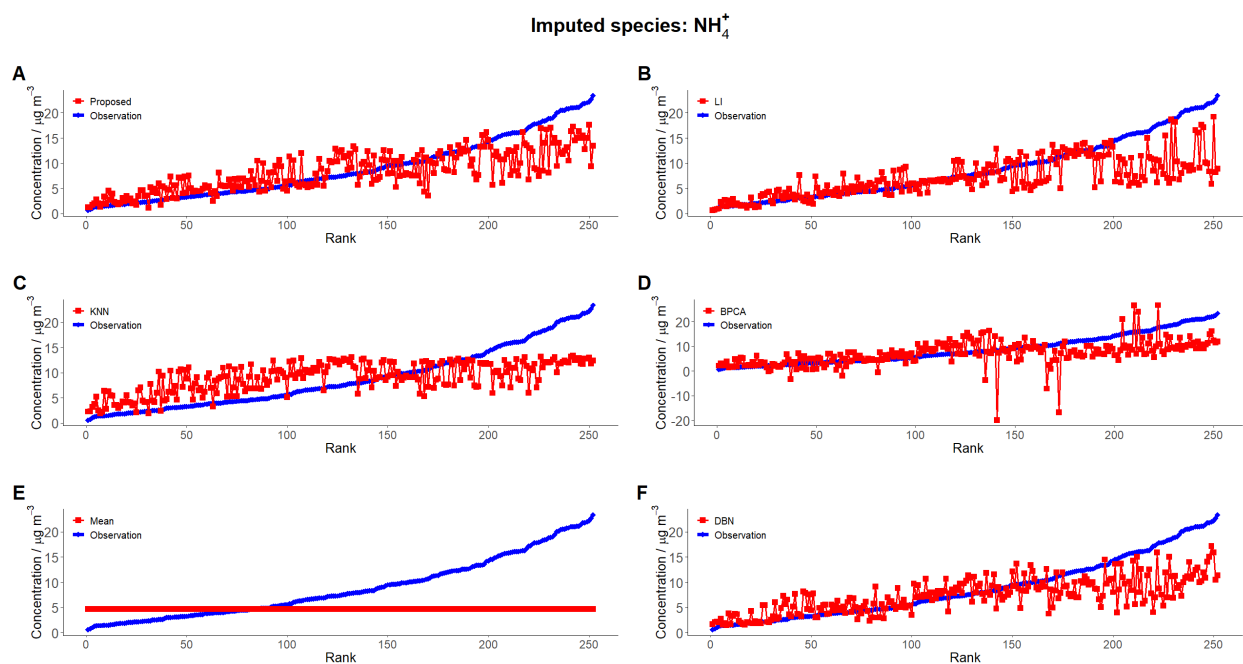 Imputed species: NH₄⁺
A
Proposed
Observation
Concentration / μg m⁻³
20
15
10
5
0
0 50 100 150 200 250
Rank
B
LI
Observation
Concentration / μg m⁻³
20
15
10
5
0
0 50 100 150 200 250
Rank
C
KNN
Observation
Concentration / μg m⁻³
20
15
10
5
0
0 50 100 150 200 250
Rank
D
BPCA
Observation
Concentration / μg m⁻³
20
10
0
-10
-20
0 50 100 150 200 250
Rank
E
Mean
Observation
Concentration / μg m⁻³
20
15
10
5
0
0 50 100 150 200 250
Rank
F
DBN
Observation
Concentration / μg m⁻³
20
15
10
5
0
0 50 100 150 200 250
Rank